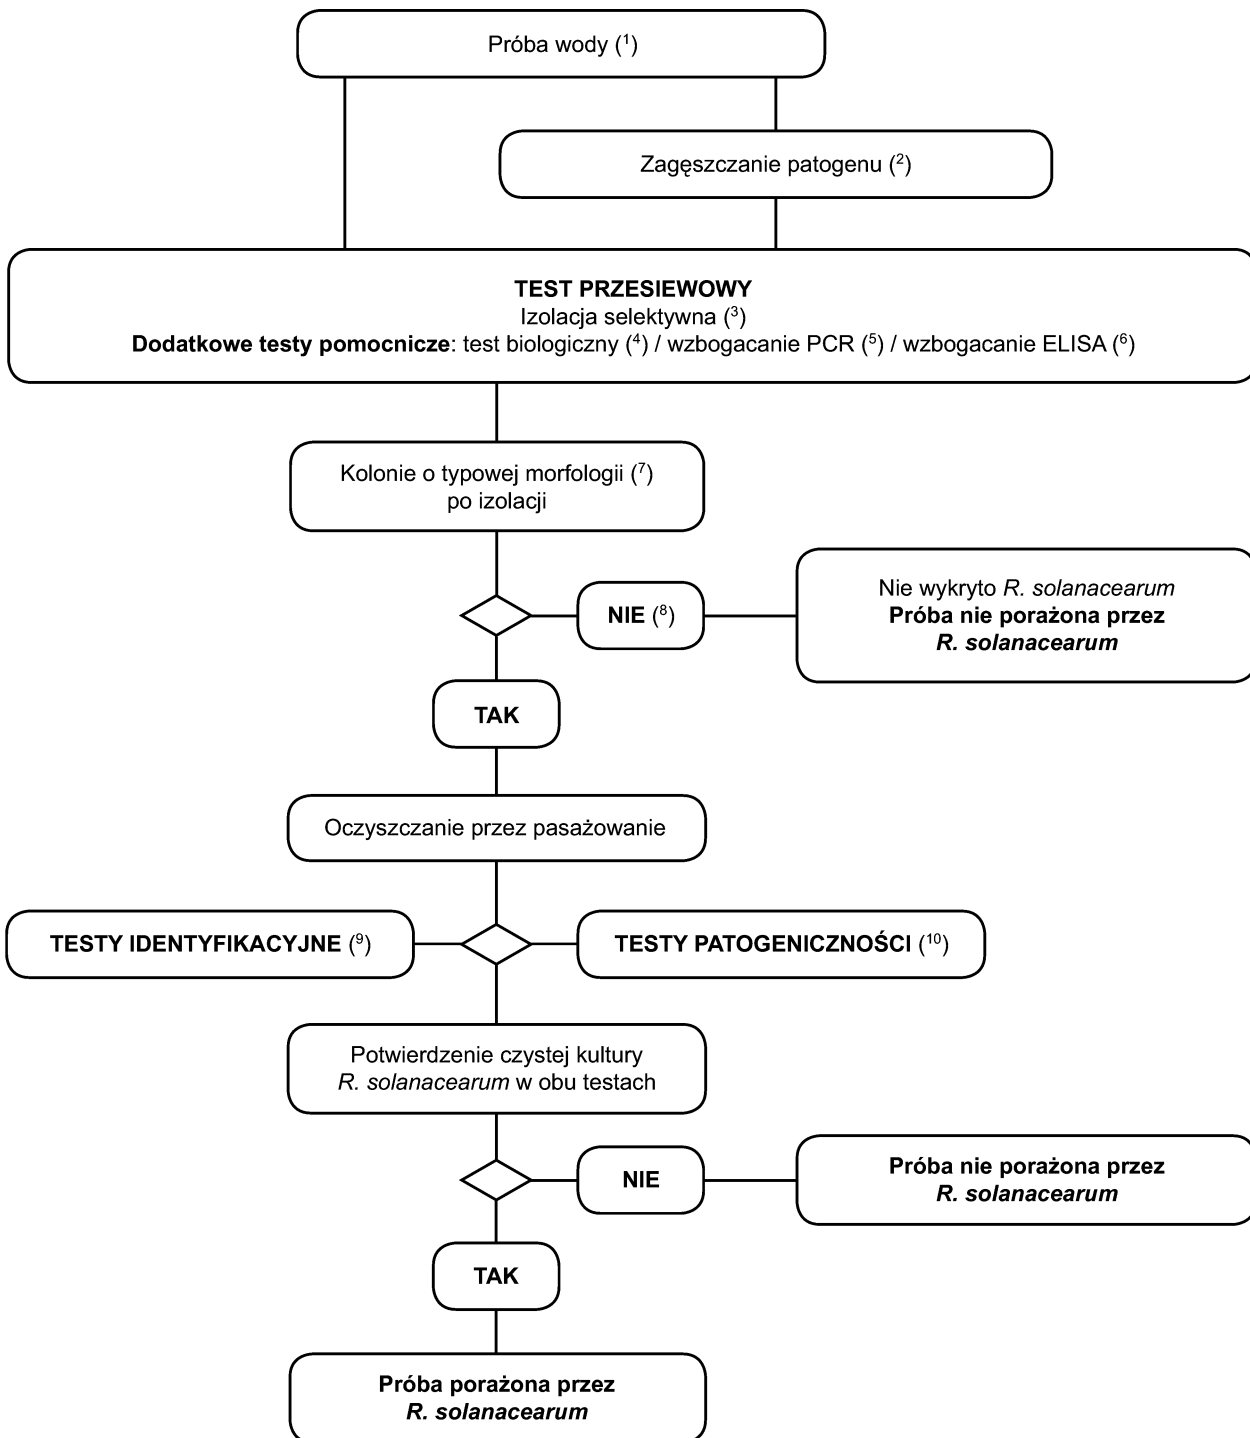 Próba wody (¹)
Zagęszczanie patogenu (²)
TEST PRZESIEWOWY
Izolacja selektywna (³)
Dodatkowe testy pomocnicze: test biologiczny (⁴) / wzbogacanie PCR (⁵) / wzbogacanie ELISA (⁶)
Kolonie o typowej morfologii (⁷)
po izolacji
NIE (⁸)
Nie wykryto R. solanacearum
Próba nie porażona przez
R. solanacearum
TAK
Oczyszczanie przez pasażowanie
TESTY IDENTYFIKACYJNE (⁹)
TESTY PATOGENICZNOŚCI (¹⁰)
Potwierdzenie czystej kultury
R. solanacearum w obu testach
NIE
Próba nie porażona przez
R. solanacearum
TAK
Próba porażona przez
R. solanacearum